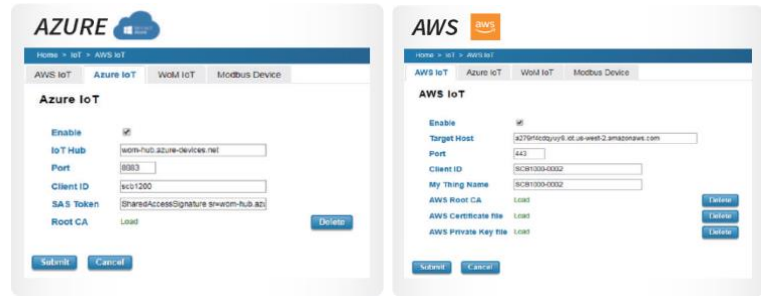 AZURE
Home > IoT > AWS IoT
AWS IoT Azure IoT WoM IoT Modbus Device
Azure IoT
Enable
IoT Hub wom-hub.azure-devices.net
Port 8083
Client ID scb1200
SAS Token SharedAccessSignature sr=wom-hub.azu
Root CA Load Delete
Submit Cancel
AWS aws
Home > IoT > AWS IoT
AWS IoT Azure IoT WoM IoT Modbus Device
AWS IoT
Enable
Target Host
Port 443
Client ID SCB1000-0002
My Thing Name SCB1000-0002
AWS Root CA Load Delete
AWS Certificate file Load Delete
AWS Private Key file Load Delete
Submit Cancel